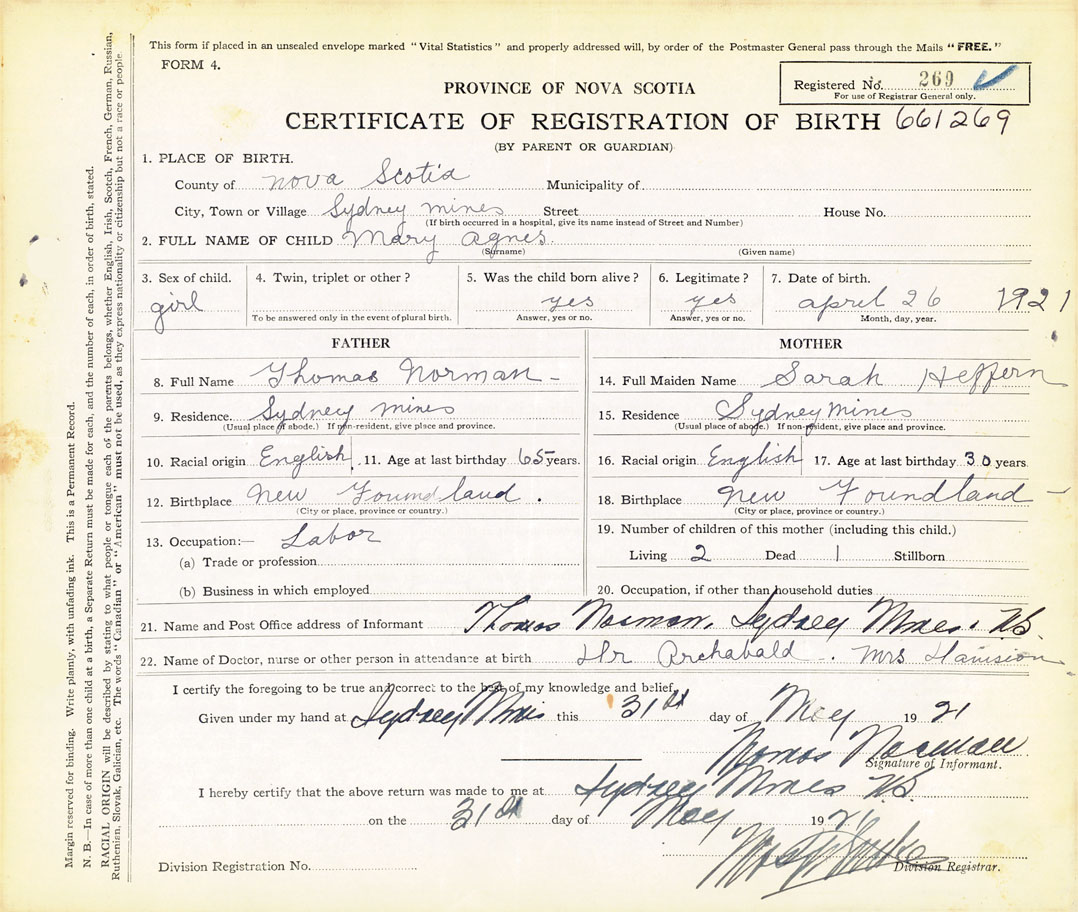 This form if placed in an unsealed envelope marked "Vital Statistics" and properly addressed will, by order of the Postmaster General pass through the Mails "FREE."
FORM 4.
Registered No. 269
For use of Registrar General only.
PROVINCE OF NOVA SCOTIA
CERTIFICATE OF REGISTRATION OF BIRTH 661269
(BY PARENT OR GUARDIAN)
1. PLACE OF BIRTH.
County of nova Scotia Municipality of
City, Town or Village Sydney mines Street House No.
(If birth occurred in a hospital, give its name instead of Street and Number)
2. FULL NAME OF CHILD Mary agnes.
(Surname) (Given name)
3. Sex of child. 4. Twin, triplet or other? 5. Was the child born alive? 6. Legitimate? 7. Date of birth.
girl yes yes april 26 1921
To be answered only in the event of plural birth. Answer, yes or no. Answer, yes or no. Month, day, year.
FATHER
8. Full Name Thomas Norman -
9. Residence. Sydney mines
(Usual place of abode.) If non-resident, give place and province.
10. Racial origin English 11. Age at last birthday 65 years.
12. Birthplace new Foundland.
(City or place, province or country.)
13. Occupation:— Labor
(a) Trade or profession
(b) Business in which employed
MOTHER
14. Full Maiden Name Sarah Heffern
15. Residence Sydney mines
(Usual place of abode.) If non-resident, give place and province.
16. Racial origin English 17. Age at last birthday 30 years.
18. Birthplace new Foundland -
(City or place, province or country.)
19. Number of children of this mother (including this child.)
Living 2 Dead 1 Stillborn
20. Occupation, if other than household duties
21. Name and Post Office address of Informant Thomas Norman, Sydney Mines. N.S.
22. Name of Doctor, nurse or other person in attendance at birth Dr Archabald. Mrs
I certify the foregoing to be true and correct to the best of my knowledge and belief.
Given under my hand at Sydney Mines this 31st day of May 1921
Thomas Norman
Signature of Informant.
I hereby certify that the above return was made to me at Sydney Mines N.S.
on the 31st day of May 1921
Division Registration No. Division Registrar.
Margin reserved for binding. Write plainly, with unfading ink. This is a Permanent Record.
N. B.—In case of more than one child at a birth, a Separate Return must be made for each, and the number of each, in order of birth, stated.
RACIAL ORIGIN will be described by stating to what people or tongue each of the parents belongs, whether English, Irish, Scotch, French, German, Russian,
Ruthenian, Slovak, Galician, etc. The words "Canadian" or "American" must not be used, as they express nationality or citizenship but not a race or people.